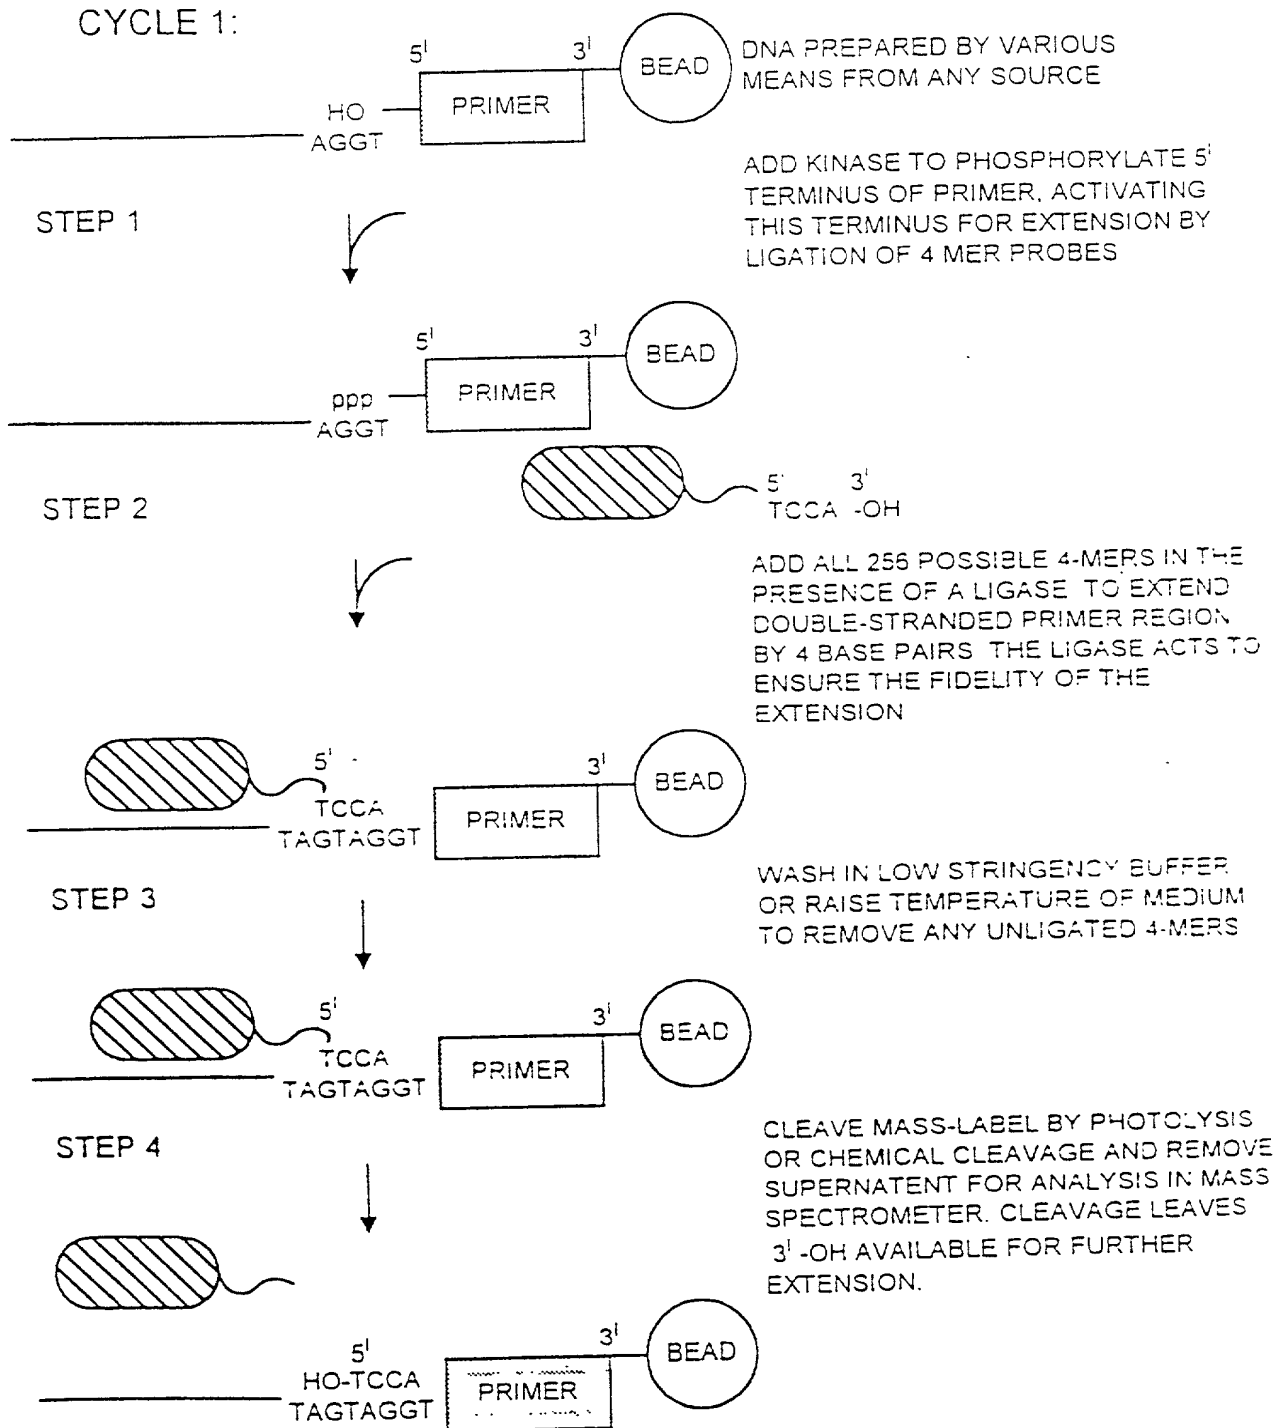 CYCLE 1:
5' 3'
BEAD
DNA PREPARED BY VARIOUS
MEANS FROM ANY SOURCE
PRIMER
HO
AGGT
ADD KINASE TO PHOSPHORYLATE 5'
TERMINUS OF PRIMER, ACTIVATING
THIS TERMINUS FOR EXTENSION BY
LIGATION OF 4 MER PROBES
STEP 1
5' 3'
BEAD
PRIMER
ppp
AGGT
STEP 2
5' 3'
TCCA -OH
ADD ALL 256 POSSIBLE 4-MERS IN THE
PRESENCE OF A LIGASE TO EXTEND
DOUBLE-STRANDED PRIMER REGION
BY 4 BASE PAIRS THE LIGASE ACTS TO
ENSURE THE FIDELITY OF THE
EXTENSION
5' 3'
BEAD
TCCA
TAGTAGGT
PRIMER
STEP 3
WASH IN LOW STRINGENCY BUFFER
OR RAISE TEMPERATURE OF MEDIUM
TO REMOVE ANY UNLIGATED 4-MERS
5' 3'
BEAD
TCCA
TAGTAGGT
PRIMER
STEP 4
CLEAVE MASS-LABEL BY PHOTOLYSIS
OR CHEMICAL CLEAVAGE AND REMOVE
SUPERNATENT FOR ANALYSIS IN MASS
SPECTROMETER. CLEAVAGE LEAVES
3' -OH AVAILABLE FOR FURTHER
EXTENSION.
5' 3'
BEAD
HO-TCCA
TAGTAGGT
PRIMER